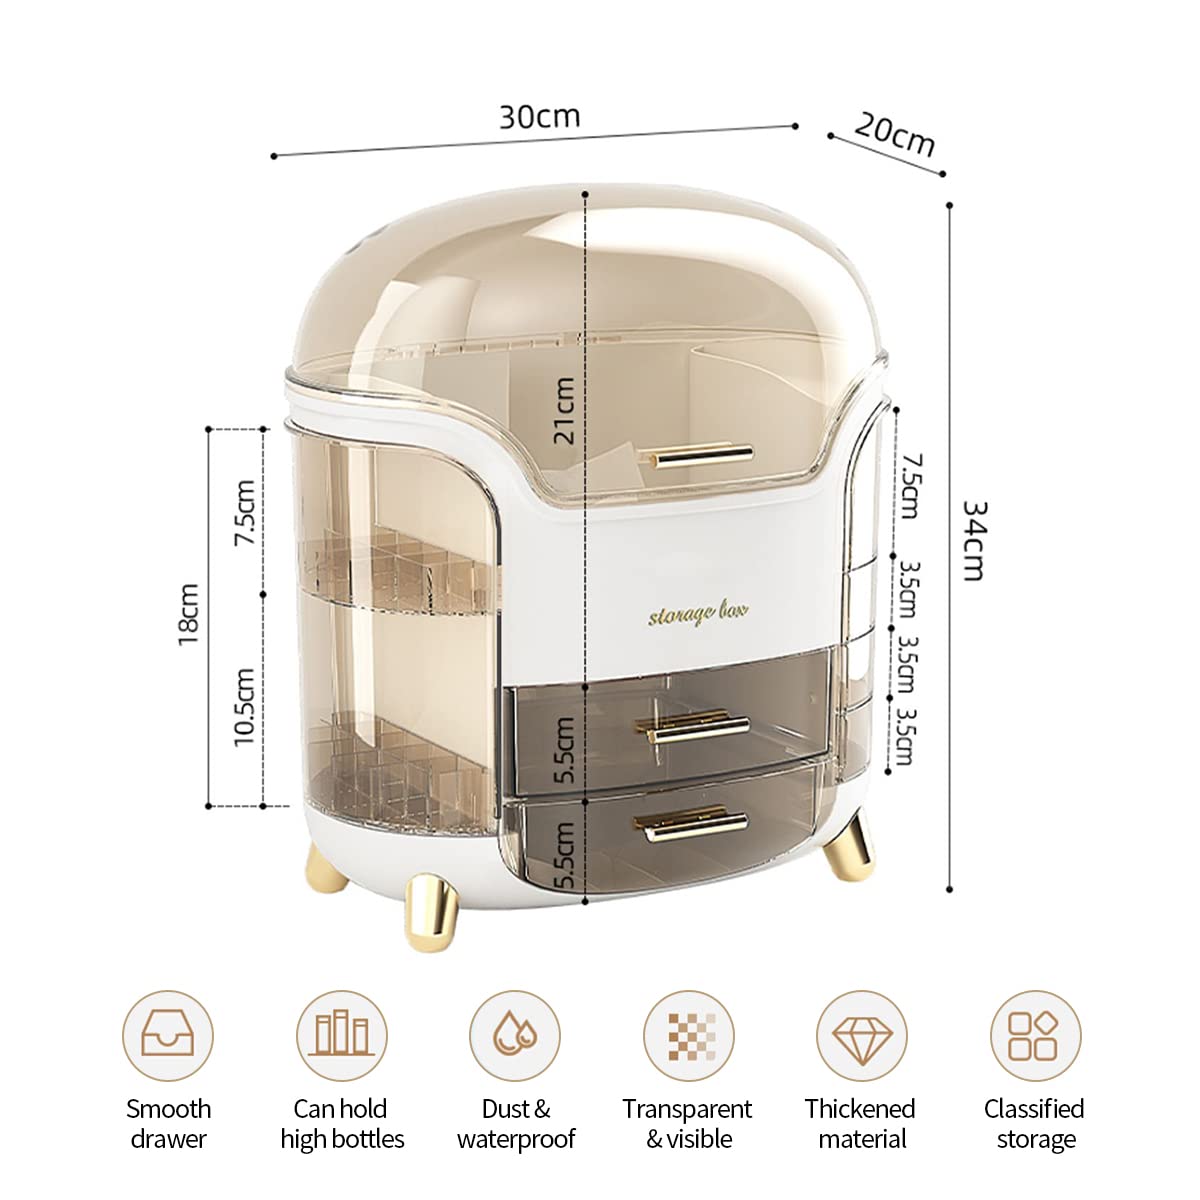 30cm
20cm
21cm
7.5cm
18cm
10.5cm
7.5cm
3.5cm
3.5cm
3.5cm
34cm
storage box
5.5cm
5.5cm
Smooth
drawer
Can hold
high bottles
Dust &
waterproof
Transparent
& visible
Thickened
material
Classified
storage